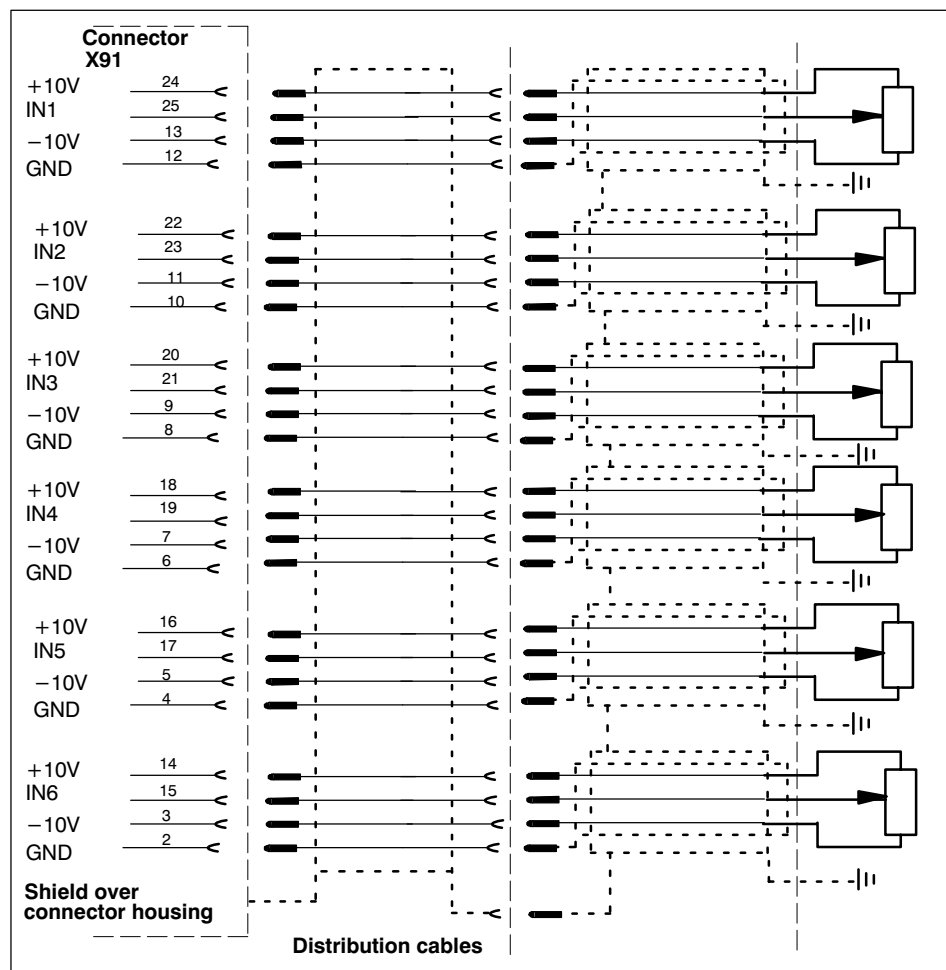 Connector
X91
+10V 24
IN1 25
−10V 13
GND 12
+10V 22
IN2 23
−10V 11
GND 10
+10V 20
IN3 21
−10V 9
GND 8
+10V 18
IN4 19
−10V 7
GND 6
+10V 16
IN5 17
−10V 5
GND 4
+10V 14
IN6 15
−10V 3
GND 2
Shield over
connector housing
Distribution cables